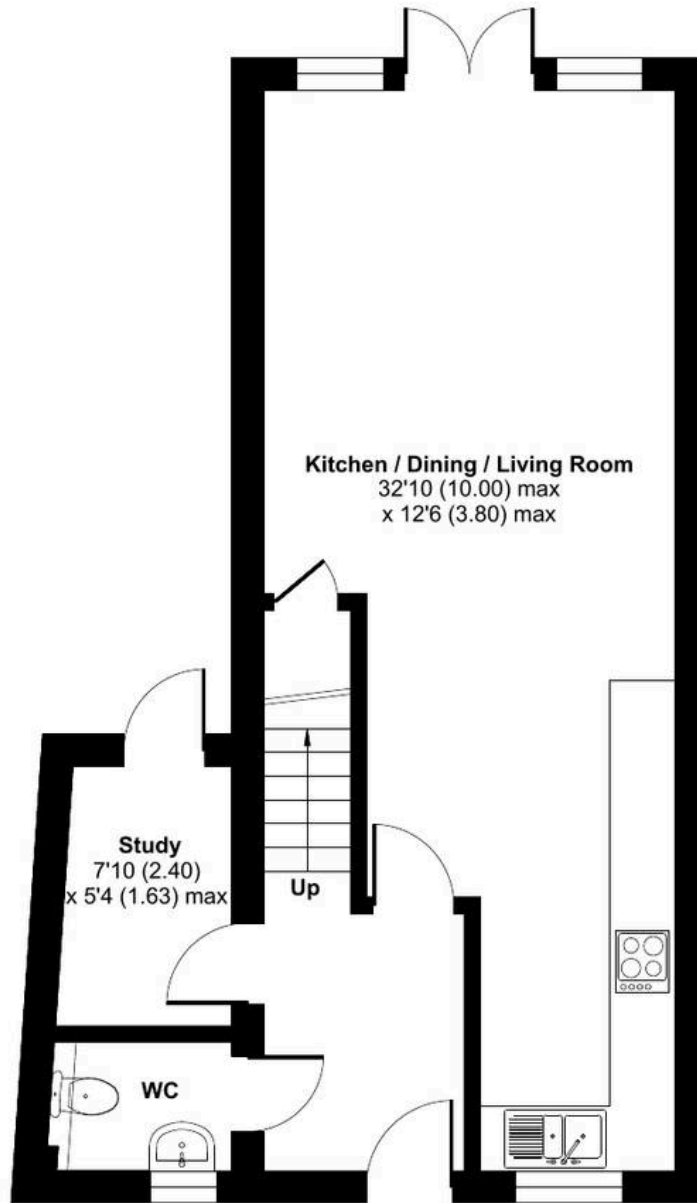 Kitchen / Dining / Living Room
32'10 (10.00) max
x 12'6 (3.80) max
Study
7'10 (2.40)
x 5'4 (1.63) max
Up
WC